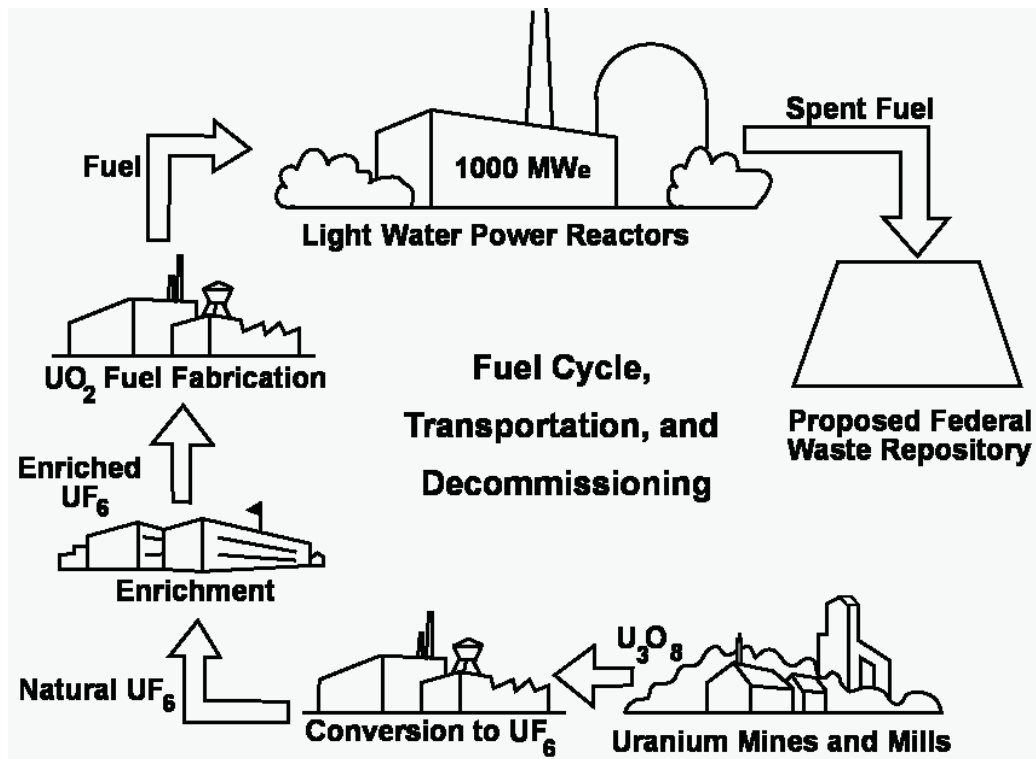 Spent Fuel
Fuel
1000 MWe
Light Water Power Reactors
UO₂ Fuel Fabrication
Fuel Cycle,
Transportation, and
Decommissioning
Proposed Federal
Waste Repository
Enriched
UF₆
Enrichment
U₃O₈
Natural UF₆
Conversion to UF₆
Uranium Mines and Mills